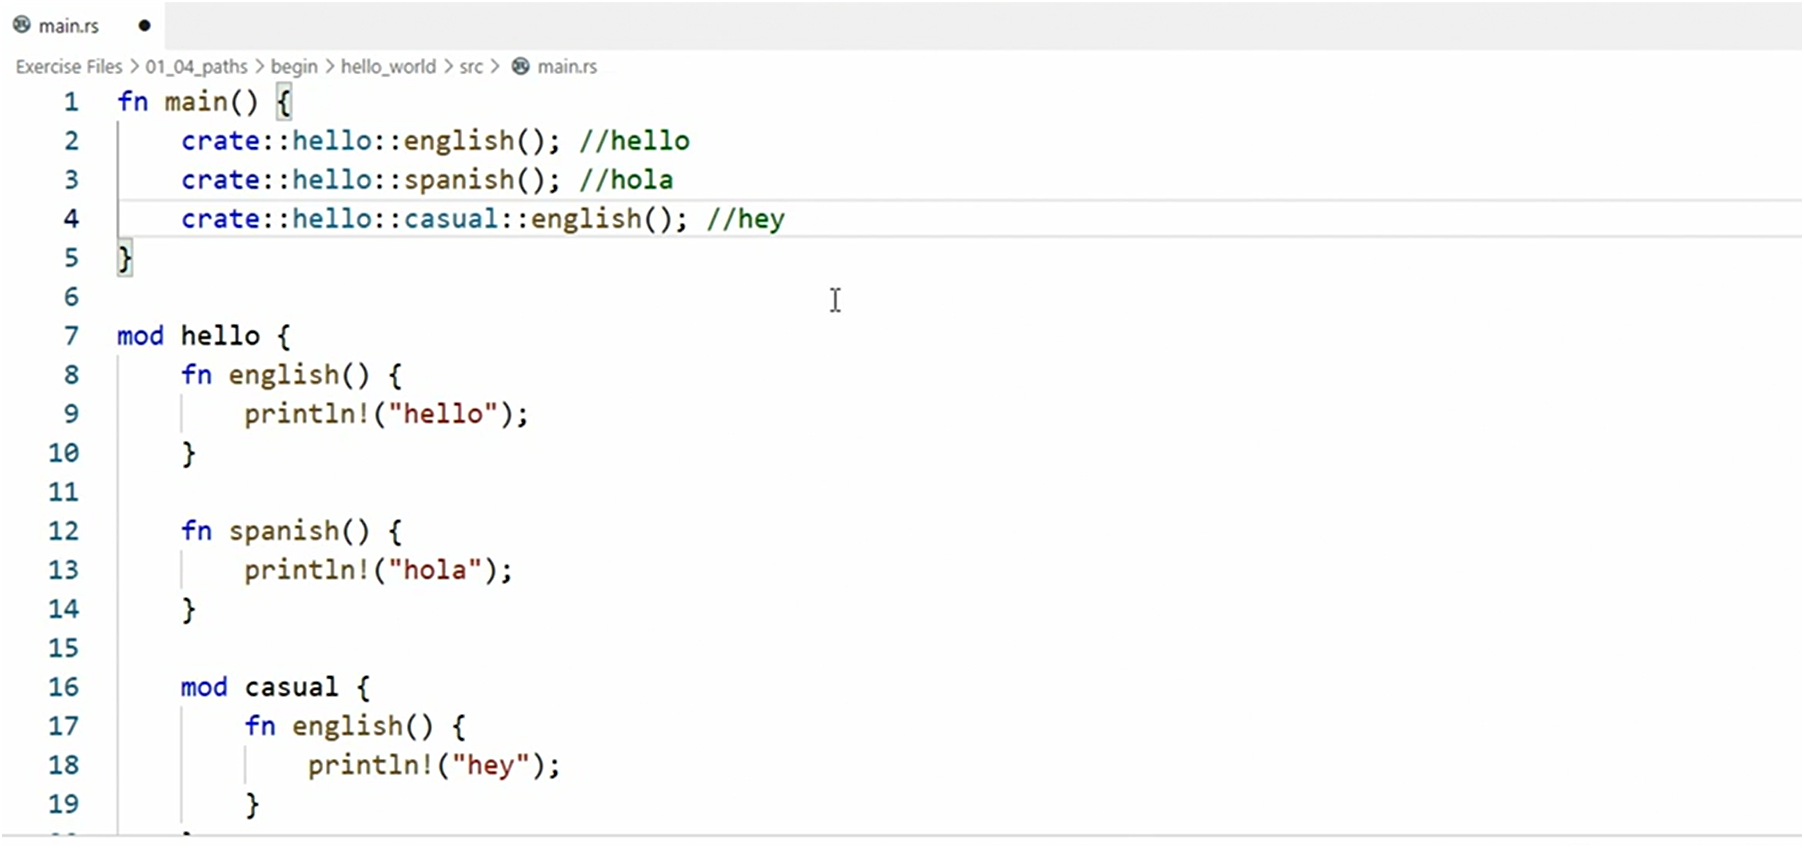 main.rs
Exercise Files > 01_04_paths > begin > hello_world > src > main.rs
1 fn main() {
2     crate::hello::english(); //hello
3     crate::hello::spanish(); //hola
4     crate::hello::casual::english(); //hey
5 }
6
7 mod hello {
8     fn english() {
9         println!("hello");
10     }
11
12     fn spanish() {
13         println!("hola");
14     }
15
16     mod casual {
17         fn english() {
18             println!("hey");
19         }